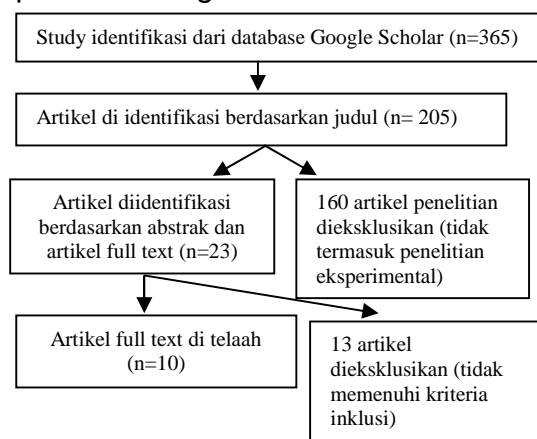 Study identifikasi dari database Google Scholar (n=365)
Artikel di identifikasi berdasarkan judul (n= 205)
Artikel diidentifikasi
berdasarkan abstrak dan
artikel full text (n=23)
160 artikel penelitian
dieksklusikan (tidak
termasuk penelitian
eksperimental)
Artikel full text di telaah
(n=10)
13 artikel
dieksklusikan (tidak
memenuhi kriteria
inklusi)